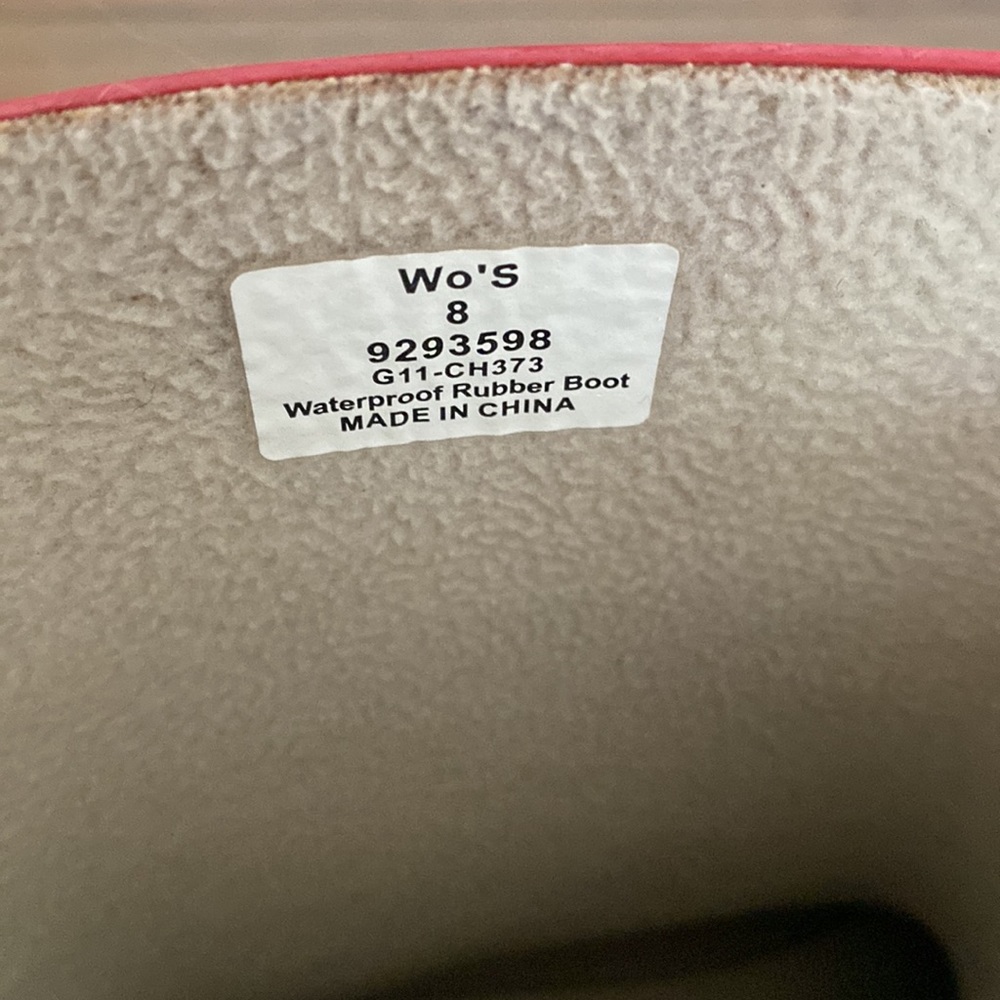 Wo'S
8
9293598
G11-CH373
Waterproof Rubber Boot
MADE IN CHINA